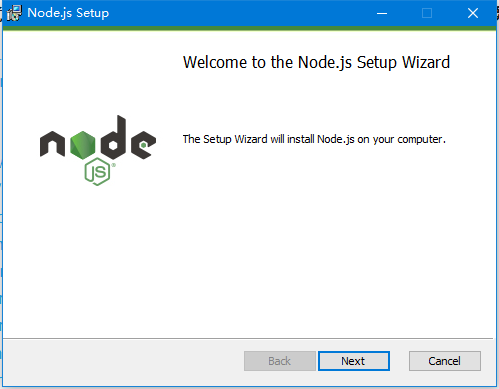 Node.js Setup
Welcome to the Node.js Setup Wizard
node
JS
The Setup Wizard will install Node.js on your computer.
Back
Next
Cancel